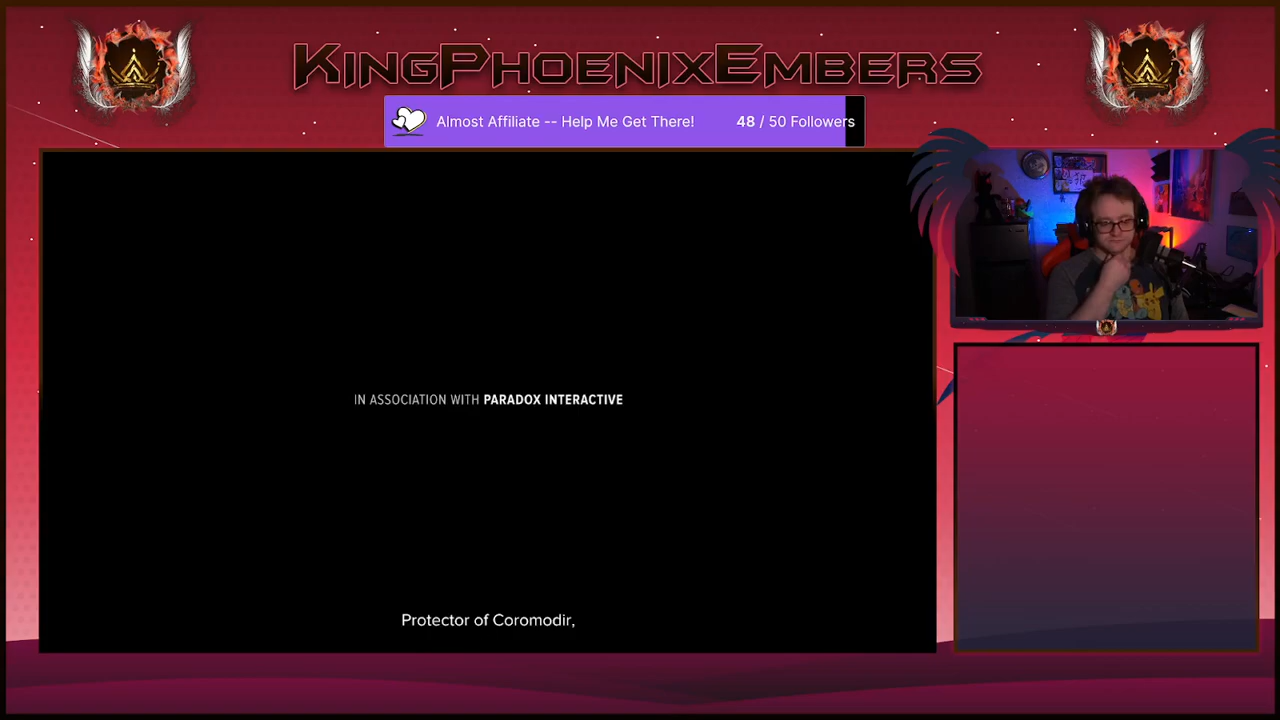 KINGPHOENIXEMBERS
Almost Affiliate -- Help Me Get There! 48 / 50 Followers
IN ASSOCIATION WITH PARADOX INTERACTIVE
Protector of Coromodir,